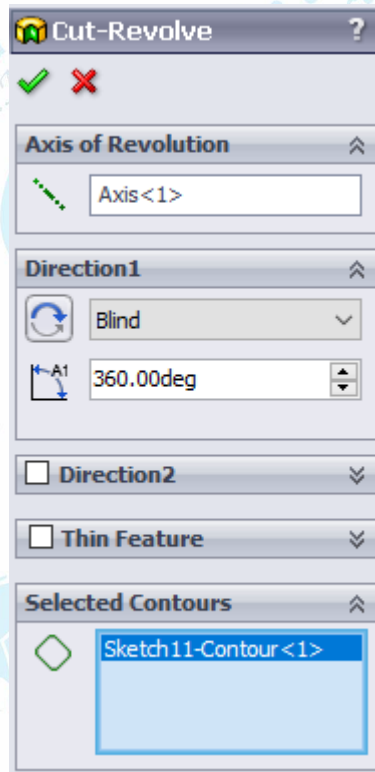 Cut-Revolve ?
Axis of Revolution
Axis<1>
Direction1
Blind
A1
360.00deg
Direction2
Thin Feature
Selected Contours
Sketch11-Contour<1>